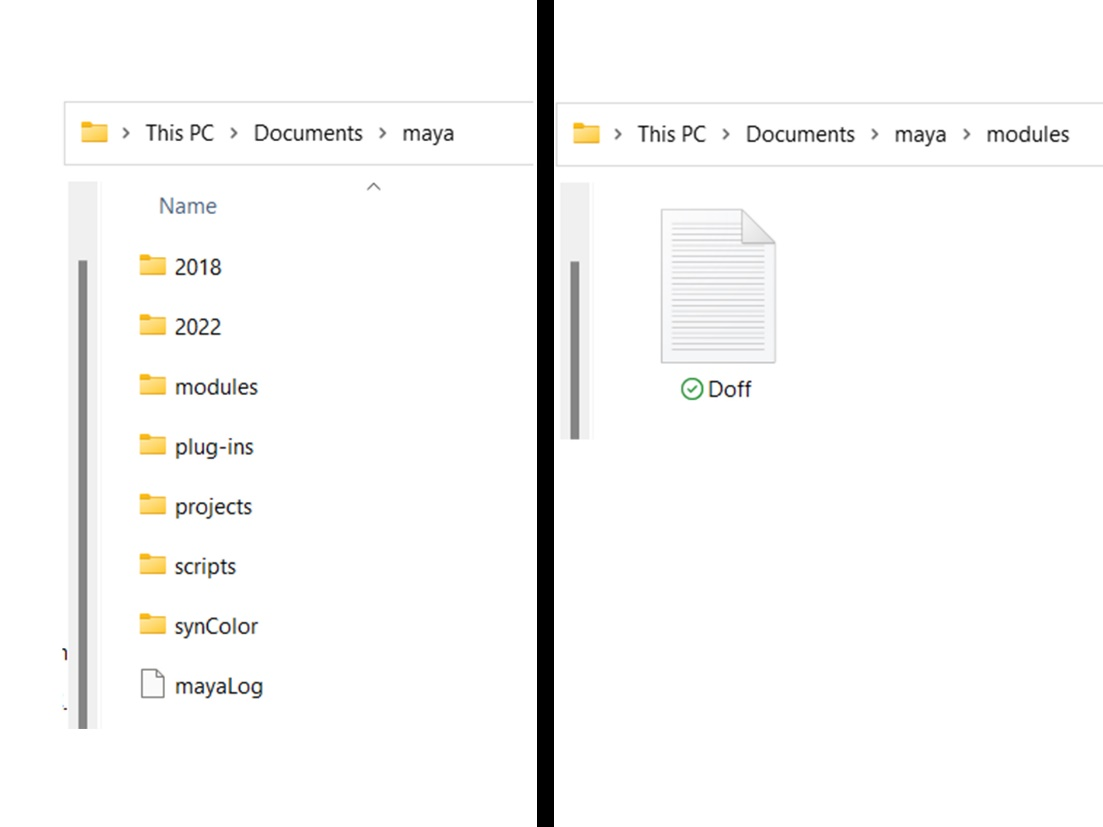 This PC > Documents > maya
Name
2018
2022
modules
plug-ins
projects
scripts
synColor
mayaLog
This PC > Documents > maya > modules
Doff